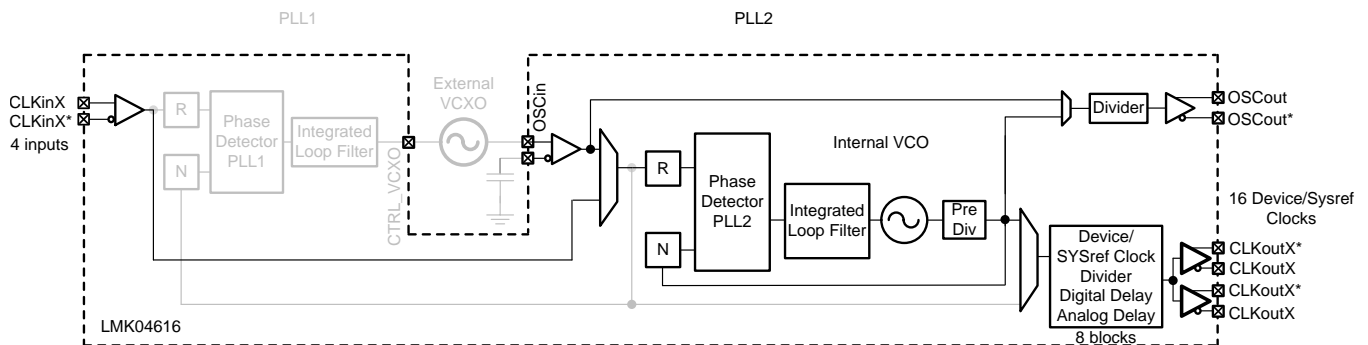 PLL1
PLL2
CLKinX
CLKinX*
4 inputs
R
N
Phase
Detector
PLL1
Integrated
Loop Filter
CTRL_VCXO
External
VCXO
OSCin
R
N
Phase
Detector
PLL2
Integrated
Loop Filter
Internal VCO
Pre
Div
Divider
OSCout
OSCout*
16 Device/Sysref
Clocks
Device/
SYSref Clock
Divider
Digital Delay
Analog Delay
8 blocks
CLKoutX*
CLKoutX
CLKoutX*
CLKoutX
LMK04616